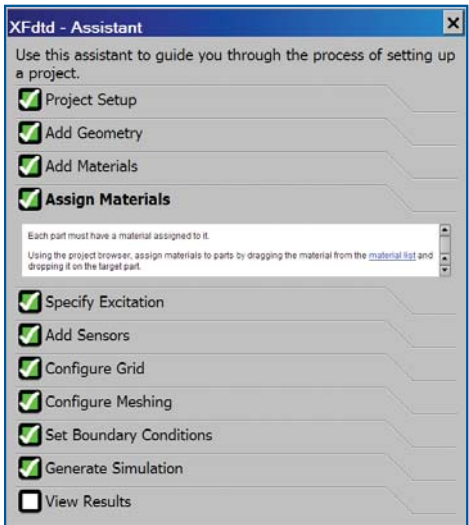 XFdtd - Assistant
Use this assistant to guide you through the process of setting up
a project.
Project Setup
Add Geometry
Add Materials
Assign Materials
Each part must have a material assigned to it.
Using the project browser, assign materials to parts by dragging the material from the material list and
dropping it on the target part.
Specify Excitation
Add Sensors
Configure Grid
Configure Meshing
Set Boundary Conditions
Generate Simulation
View Results